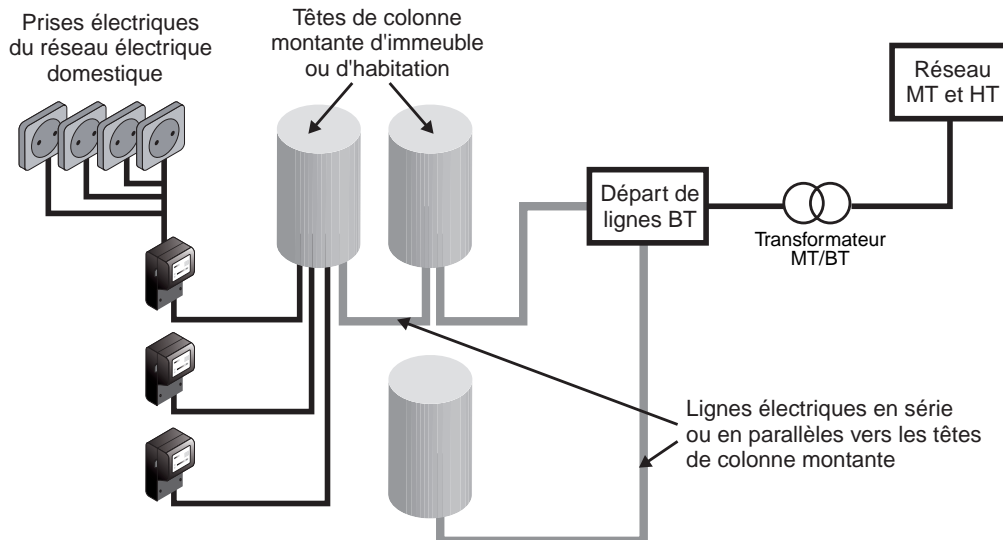 Prises électriques
du réseau électrique
domestique
Têtes de colonne
montante d'immeuble
ou d'habitation
Réseau
MT et HT
Départ de
lignes BT
Transformateur
MT/BT
Lignes électriques en série
ou en parallèles vers les têtes
de colonne montante